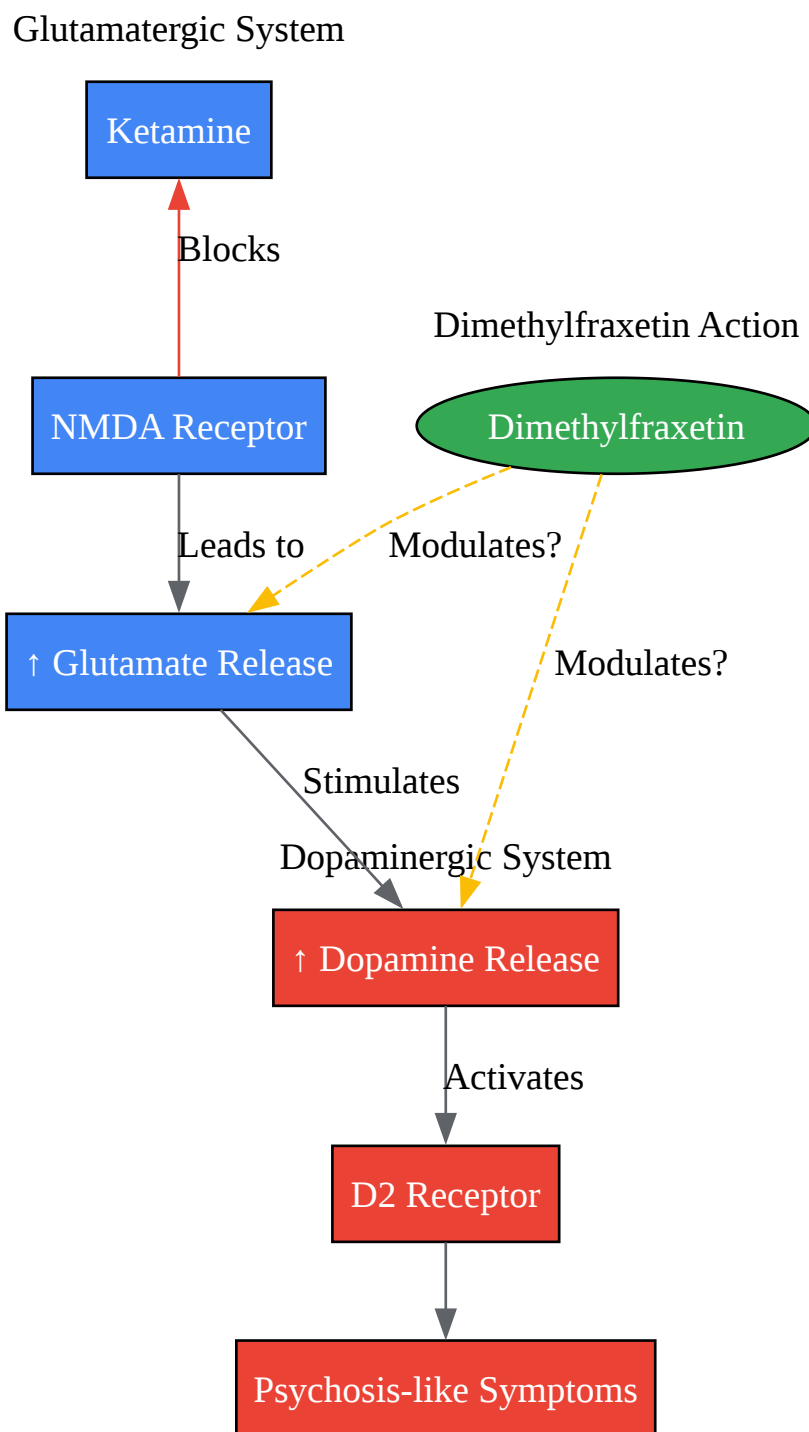 Glutamatergic System
Ketamine
Blocks
Dimethylfraxetin Action
NMDA Receptor
Dimethylfraxetin
Leads to
Modulates?
↑ Glutamate Release
Modulates?
Stimulates
Dopaminergic System
↑ Dopamine Release
Activates
D2 Receptor
Psychosis-like Symptoms